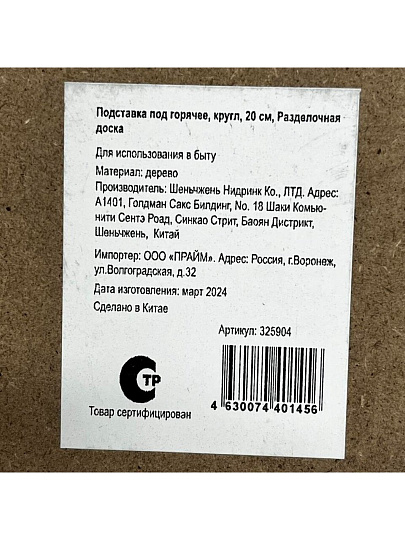 Подставка под горячее, кругл, 20 см, Разделочная
доска
Для использования в быту
Материал: дерево
Производитель: Шеньчжень Нидринк Ко., ЛТД. Адрес:
А1401, Голдман Сакс Билдинг, No. 18 Шаки Комью-
нити Сентэ Роад, Синкао Стрит, Баоян Дистрикт,
Шеньчжень, Китай
Импортер: ООО «ПРАЙМ». Адрес: Россия, г.Воронеж,
ул.Волгоградская, д.32
Дата изготовления: март 2024
Сделано в Китае
Артикул: 325904
ТР
Товар сертифицирован
4 630074 401456